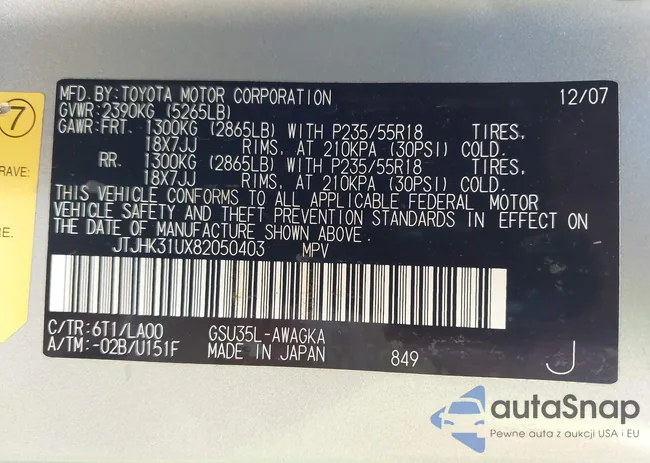 MFD.BY:TOYOTA MOTOR CORPORATION 12/07
GVWR:2390KG (5265LB)
GAWR:FRT. 1300KG (2865LB) WITH P235/55R18 TIRES,
18X7JJ RIMS, AT 210KPA (30PSI) COLD.
RR. 1300KG (2865LB) WITH P235/55R18 TIRES,
18X7JJ RIMS, AT 210KPA (30PSI) COLD.
THIS VEHICLE CONFORMS TO ALL APPLICABLE FEDERAL MOTOR
VEHICLE SAFETY AND THEFT PREVENTION STANDARDS IN EFFECT ON
THE DATE OF MANUFACTURE SHOWN ABOVE.
JTJHK31UX82050403 MPV
C/TR:6T1/LA00 GSU35L-AWAGKA
A/TM:-02B/U151F MADE IN JAPAN 849 J
7
RAVE:
autaSnap
Pewne auta z aukcji USA i EU